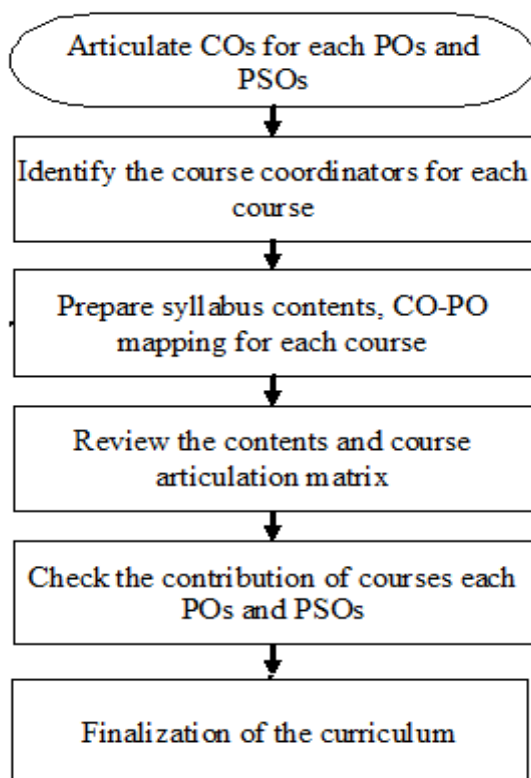 Articulate COs for each POs and
PSOs
Identify the course coordinators for each
course
Prepare syllabus contents, CO-PO
mapping for each course
Review the contents and course
articulation matrix
Check the contribution of courses each
POs and PSOs
Finalization of the curriculum